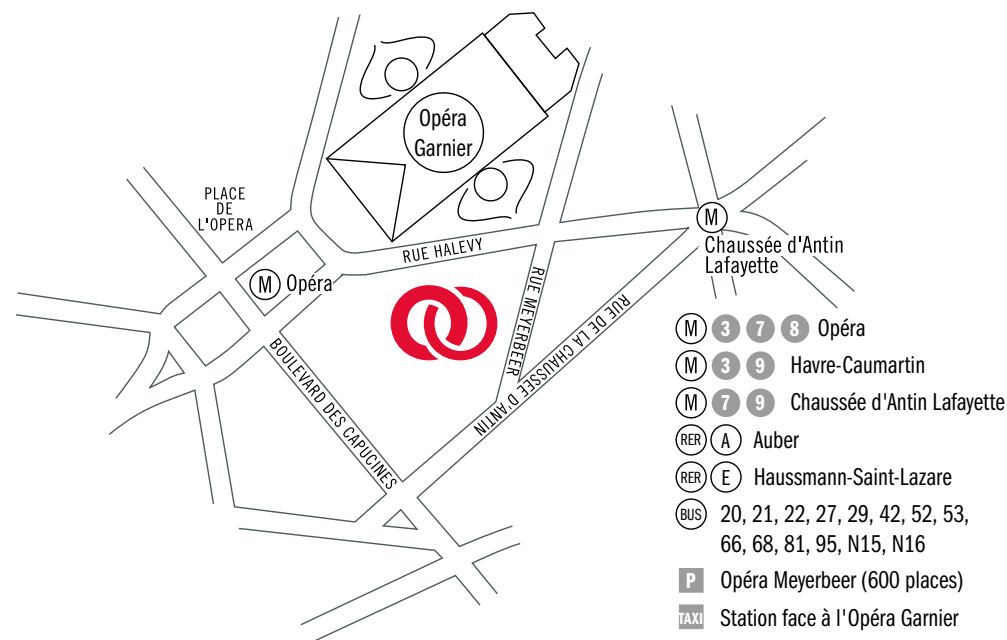 Opéra
Garnier
PLACE
DE
L'OPERA
RUE HALEVY
M
Chaussée d'Antin
Lafayette
M Opéra
RUE MEYERBEER
RUE DE LA CHAUSSEE D'ANTIN
BOULEVARD DES CAPUCINES
M 3 7 8 Opéra
M 3 9 Havre-Caumartin
M 7 9 Chaussée d'Antin Lafayette
RER A Auber
RER E Haussmann-Saint-Lazare
BUS 20, 21, 22, 27, 29, 42, 52, 53,
66, 68, 81, 95, N15, N16
P Opéra Meyerbeer (600 places)
TAXI Station face à l'Opéra Garnier